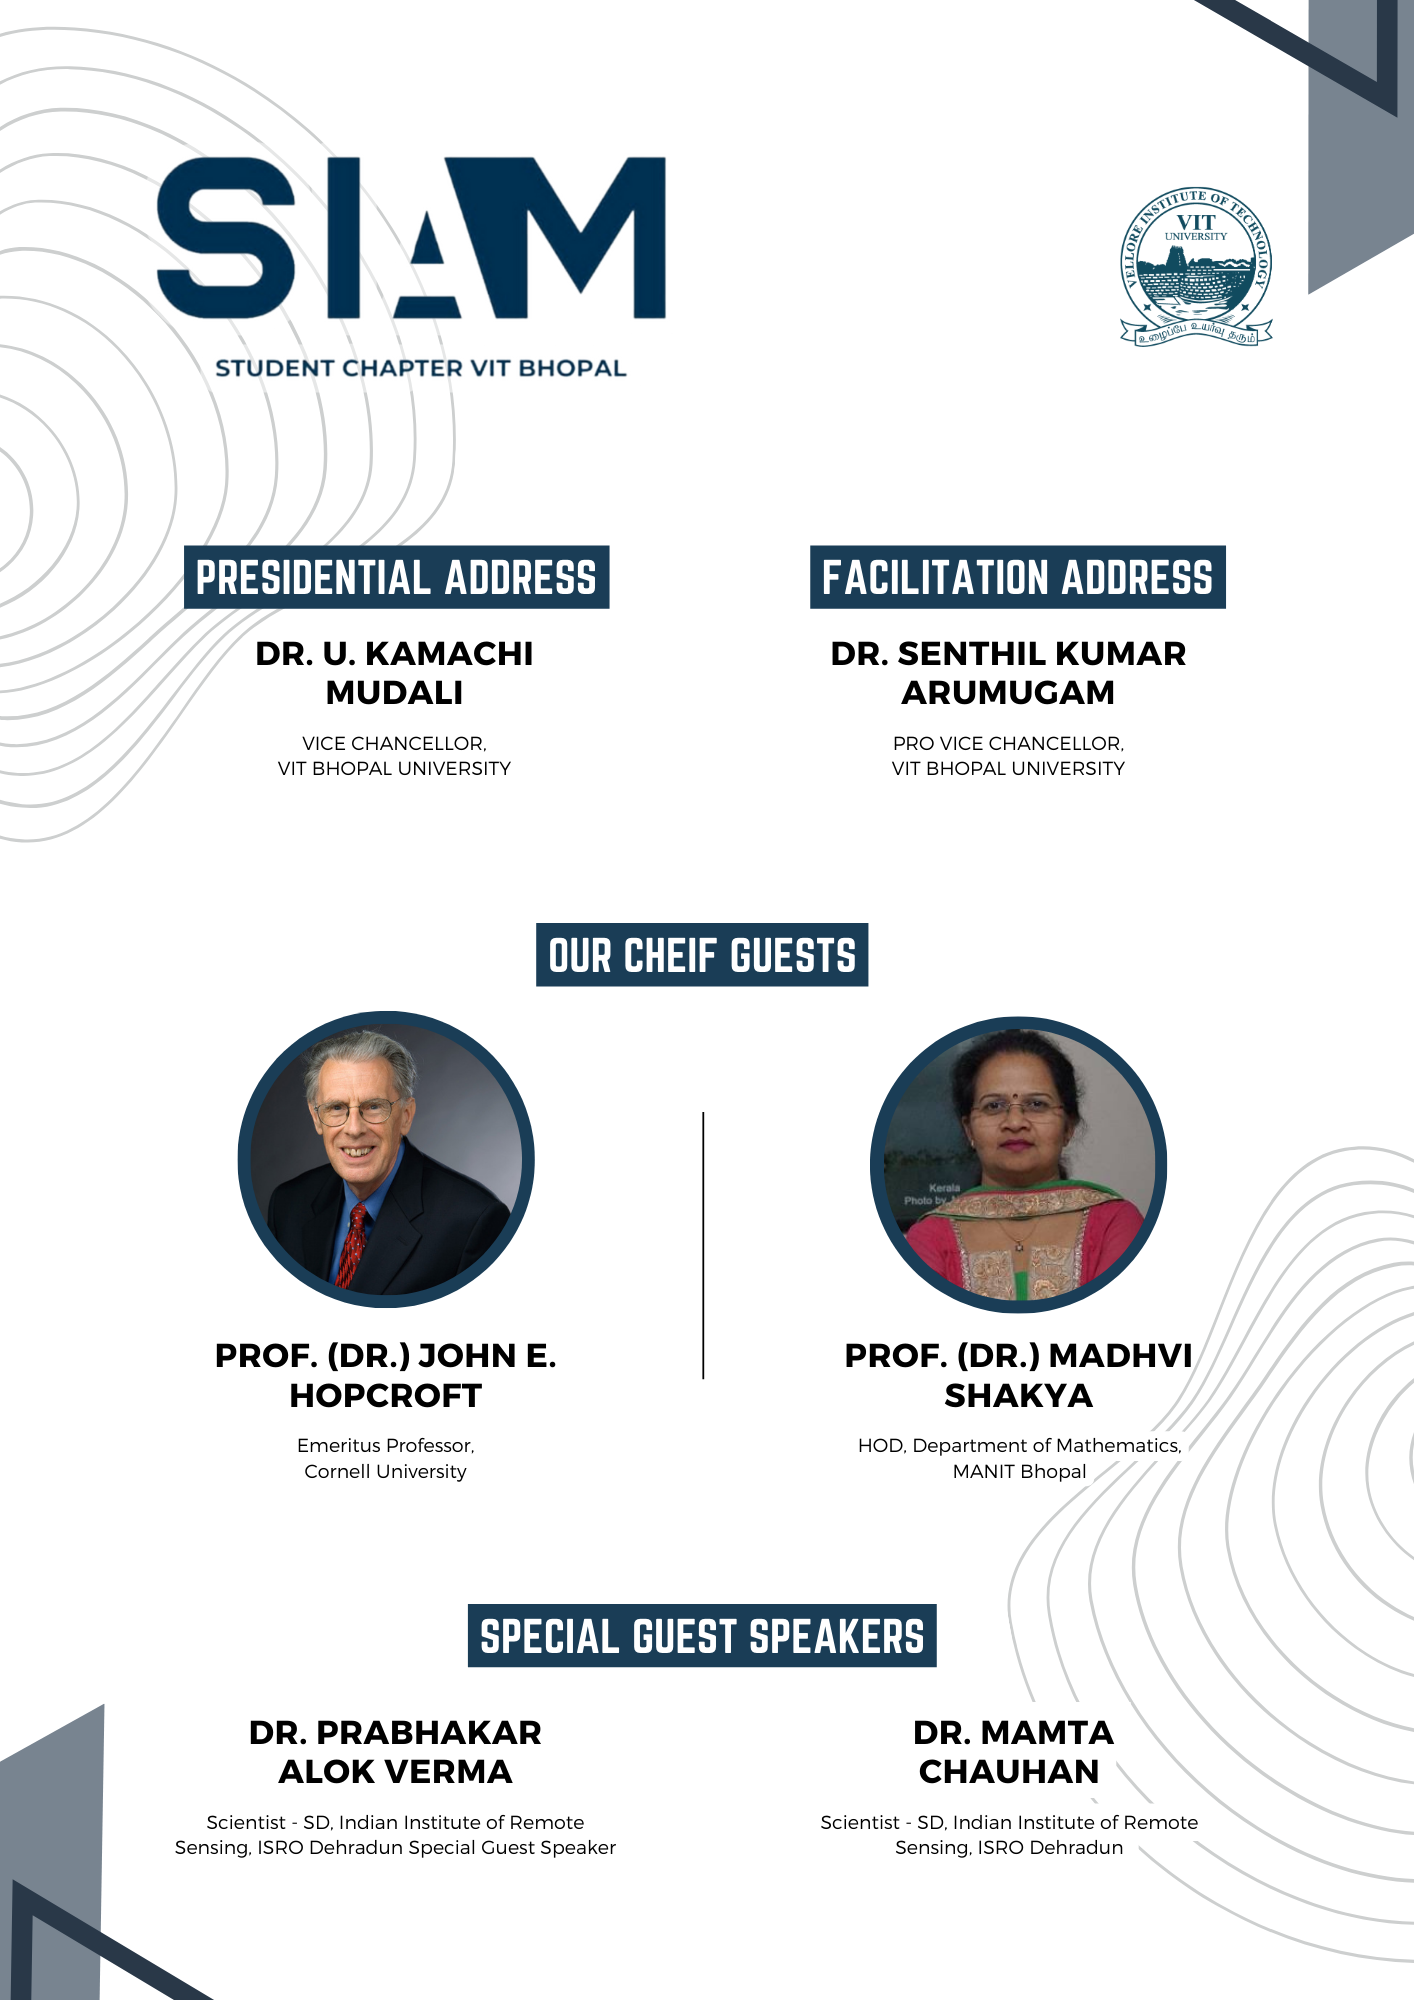 SIAM
STUDENT CHAPTER VIT BHOPAL
VELLORE INSTITUTE OF TECHNOLOGY
VIT
UNIVERSITY
உழைப்பே உயர்வு தரும்
PRESIDENTIAL ADDRESS
DR. U. KAMACHI
MUDALI
VICE CHANCELLOR,
VIT BHOPAL UNIVERSITY
FACILITATION ADDRESS
DR. SENTHIL KUMAR
ARUMUGAM
PRO VICE CHANCELLOR,
VIT BHOPAL UNIVERSITY
OUR CHEIF GUESTS
Kerala
Photo by
PROF. (DR.) JOHN E.
HOPCROFT
Emeritus Professor,
Cornell University
PROF. (DR.) MADHVI
SHAKYA
HOD, Department of Mathematics,
MANIT Bhopal
SPECIAL GUEST SPEAKERS
DR. PRABHAKAR
ALOK VERMA
Scientist - SD, Indian Institute of Remote
Sensing, ISRO Dehradun Special Guest Speaker
DR. MAMTA
CHAUHAN
Scientist - SD, Indian Institute of Remote
Sensing, ISRO Dehradun